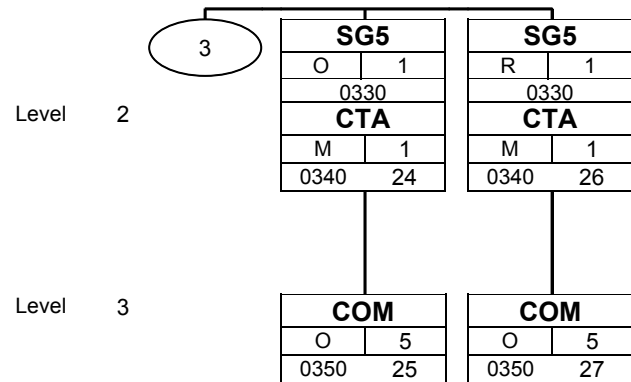 3
SG5 SG5
O 1 R 1
0330 0330
Level 2 CTA CTA
M 1 M 1
0340 24 0340 26
Level 3 COM COM
O 5 O 5
0350 25 0350 27